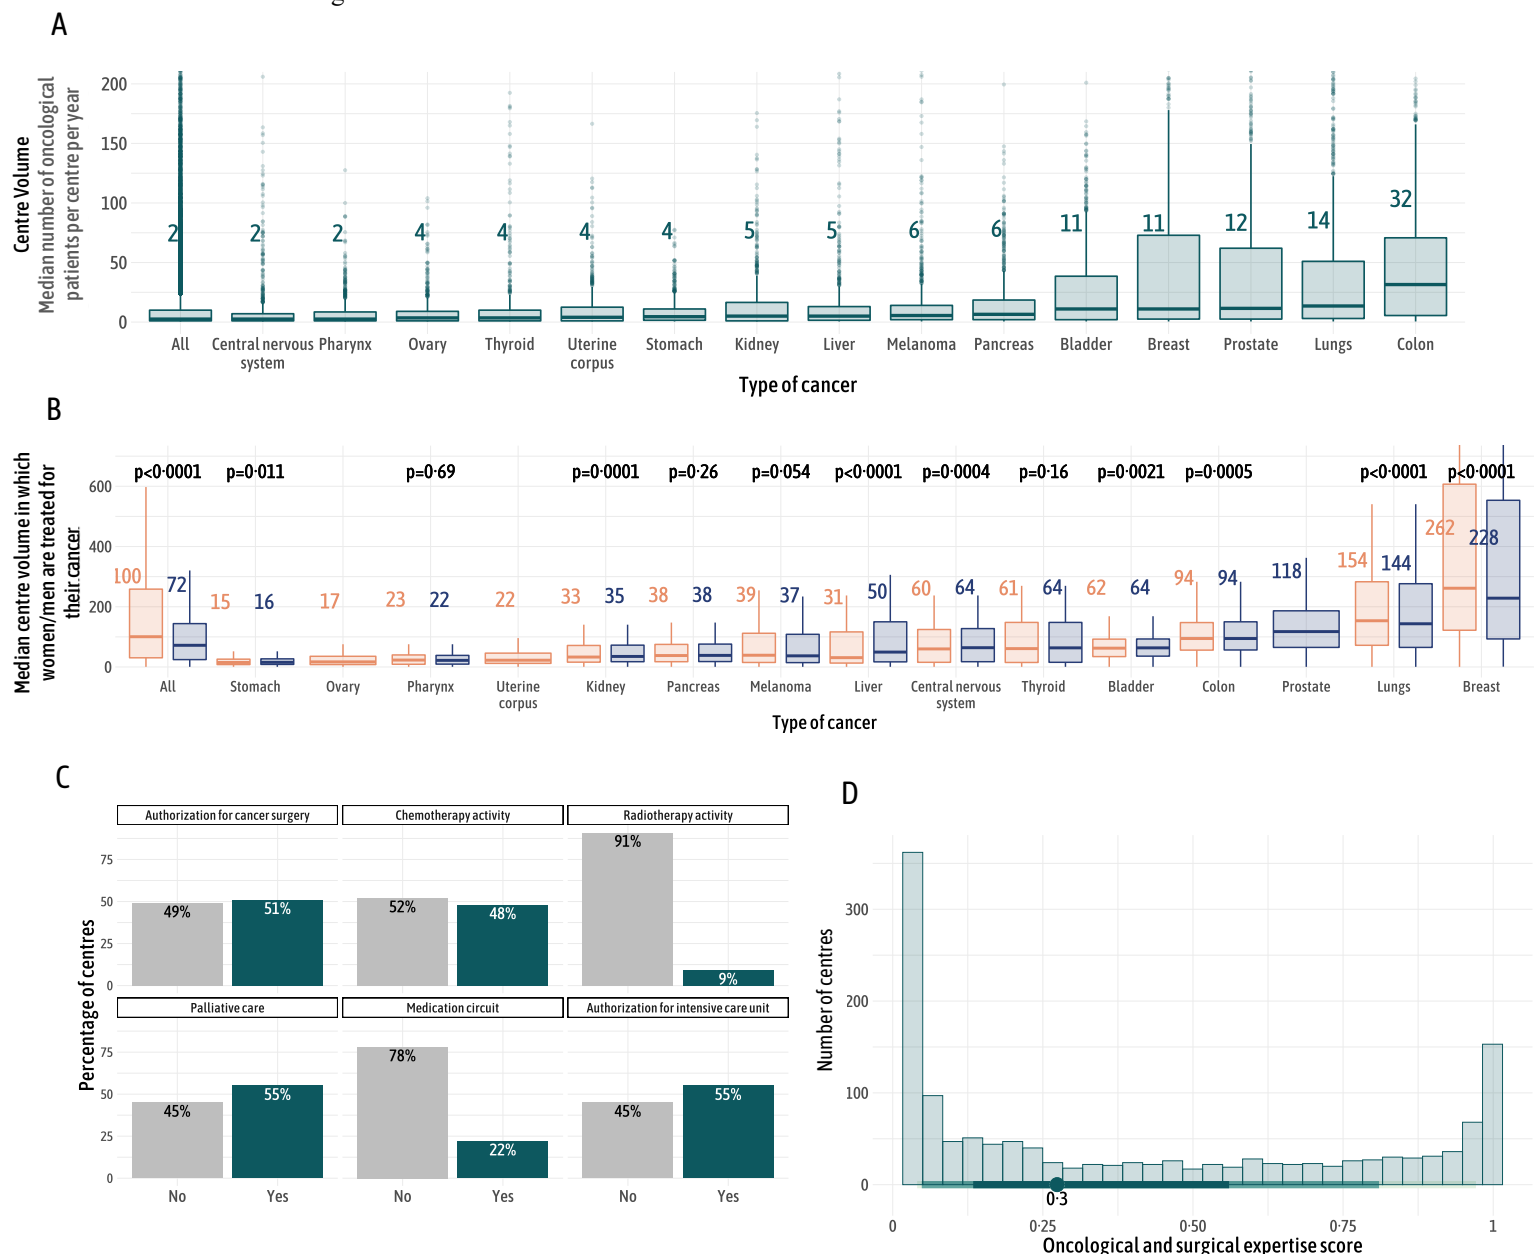 A
Centre Volume
Median number of oncological
patients per centre per year
200
150
100
50
0
2
2
2
4
4
4
4
5
5
6
6
11
11
12
14
32
All
Central nervous
system
Pharynx
Ovary
Thyroid
Uterine
corpus
Stomach
Kidney
Liver
Melanoma
Pancreas
Bladder
Breast
Prostate
Lungs
Colon
Type of cancer
B
Median centre volume in which
women/men are treated for
their cancer
600
400
200
0
p<0·0001
p=0·011
p=0·69
p=0·0001
p=0·26
p=0·054
p<0·0001
p=0·0004
p=0·16
p=0·0021
p=0·0005
p<0·0001
p<0·0001
100
72
15
16
17
23
22
22
33
35
38
38
39
37
31
50
60
64
61
64
62
64
94
94
118
154
144
262
228
All
Stomach
Ovary
Pharynx
Uterine
corpus
Kidney
Pancreas
Melanoma
Liver
Central nervous
system
Thyroid
Bladder
Colon
Prostate
Lungs
Breast
Type of cancer
C
Percentage of centres
Authorization for cancer surgery
Chemotherapy activity
Radiotherapy activity
75
50
25
0
49%
51%
52%
48%
91%
9%
Palliative care
Medication circuit
Authorization for intensive care unit
75
50
25
0
45%
55%
78%
22%
45%
55%
No
Yes
No
Yes
No
Yes
D
Number of centres
300
200
100
0
0·3
0
0·25
0·50
0·75
1
Oncological and surgical expertise score